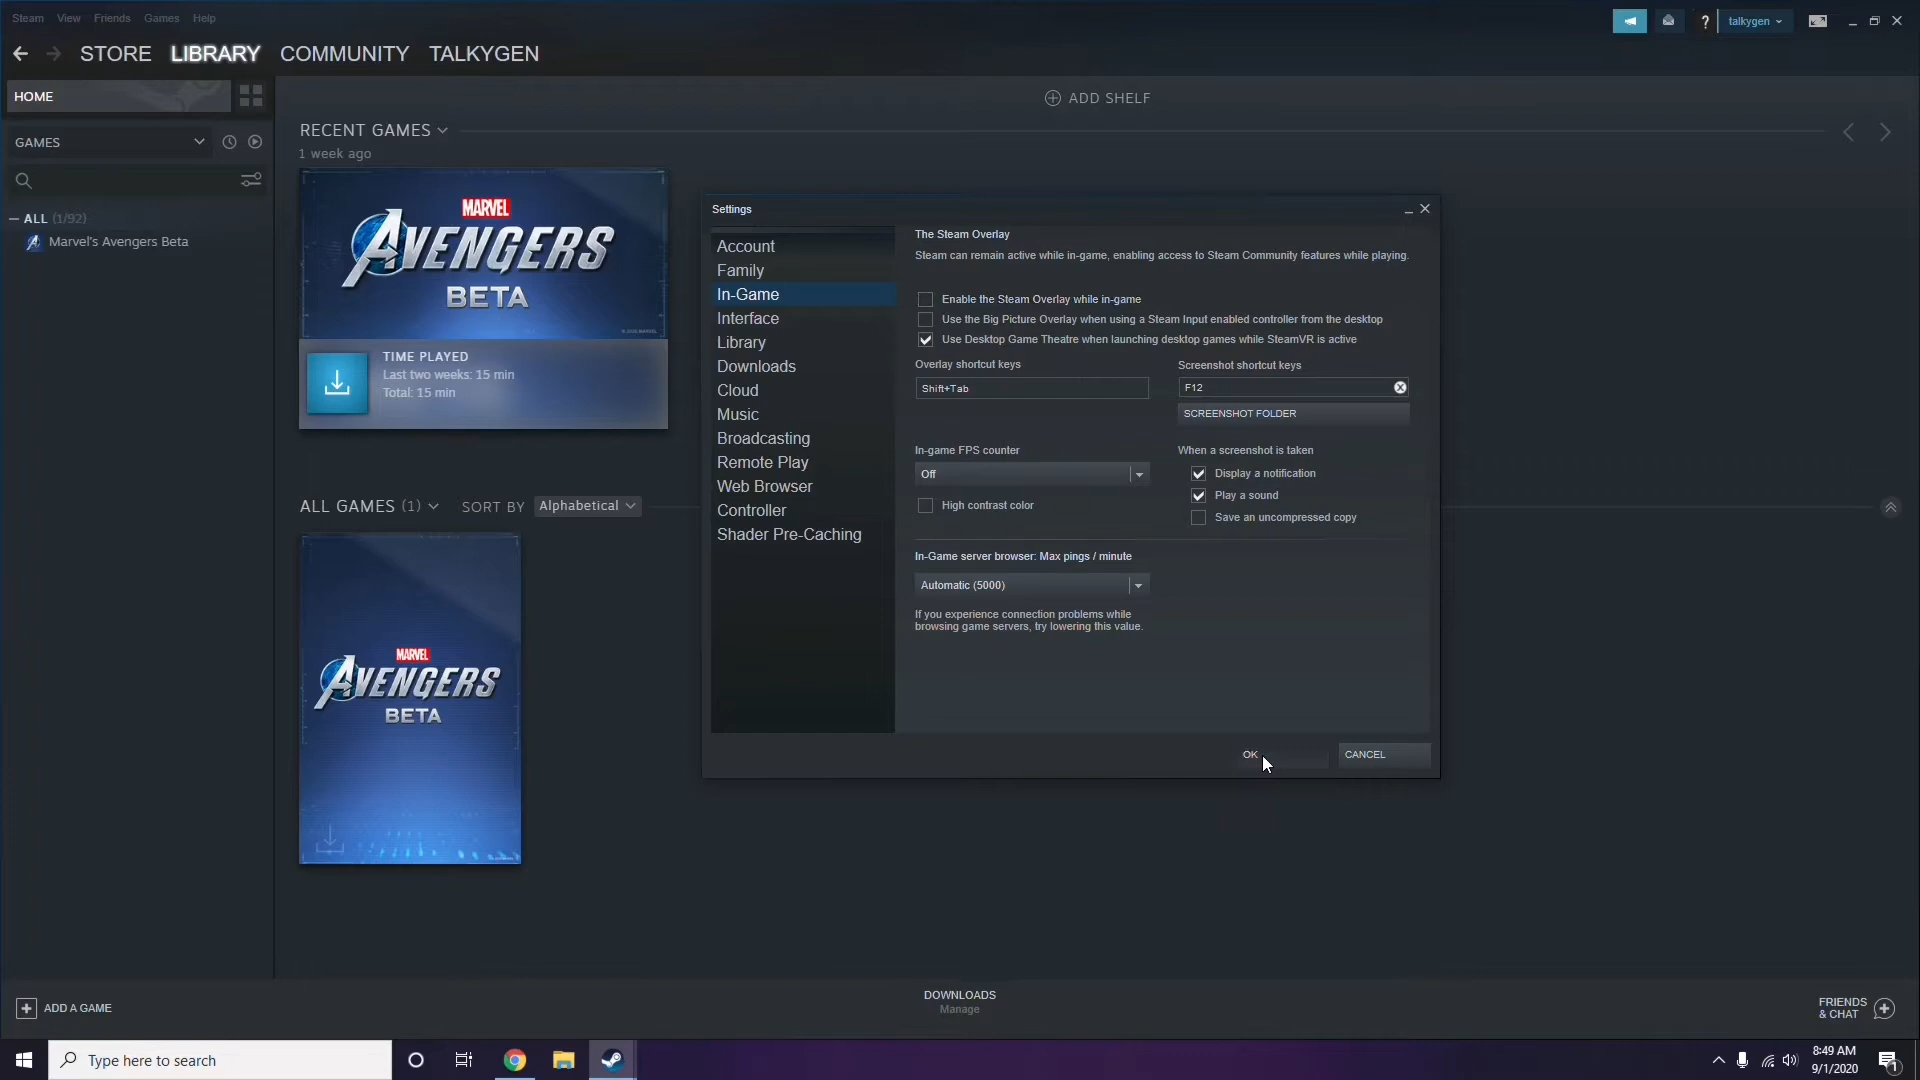 Steam View Friends Games Help
talkygen
STORE LIBRARY COMMUNITY TALKYGEN
HOME
ADD SHELF
GAMES
RECENT GAMES
1 week ago
ALL (1/92)
Marvel's Avengers Beta
MARVEL
AVENGERS
BETA
TIME PLAYED
Last two weeks: 15 min
Total: 15 min
ALL GAMES (1) SORT BY Alphabetical
MARVEL
AVENGERS
BETA
Settings
Account
Family
In-Game
Interface
Library
Downloads
Cloud
Music
Broadcasting
Remote Play
Web Browser
Controller
Shader Pre-Caching
The Steam Overlay
Steam can remain active while in-game, enabling access to Steam Community features while playing.
Enable the Steam Overlay while in-game
Use the Big Picture Overlay when using a Steam Input enabled controller from the desktop
Use Desktop Game Theatre when launching desktop games while SteamVR is active
Overlay shortcut keys
Shift+Tab
Screenshot shortcut keys
F12
SCREENSHOT FOLDER
In-game FPS counter
Off
High contrast color
When a screenshot is taken
Display a notification
Play a sound
Save an uncompressed copy
In-Game server browser: Max pings / minute
Automatic (5000)
If you experience connection problems while
browsing game servers, try lowering this value.
OK
CANCEL
ADD A GAME
DOWNLOADS
Manage
FRIENDS
& CHAT
Type here to search
8:49 AM
9/1/2020
1